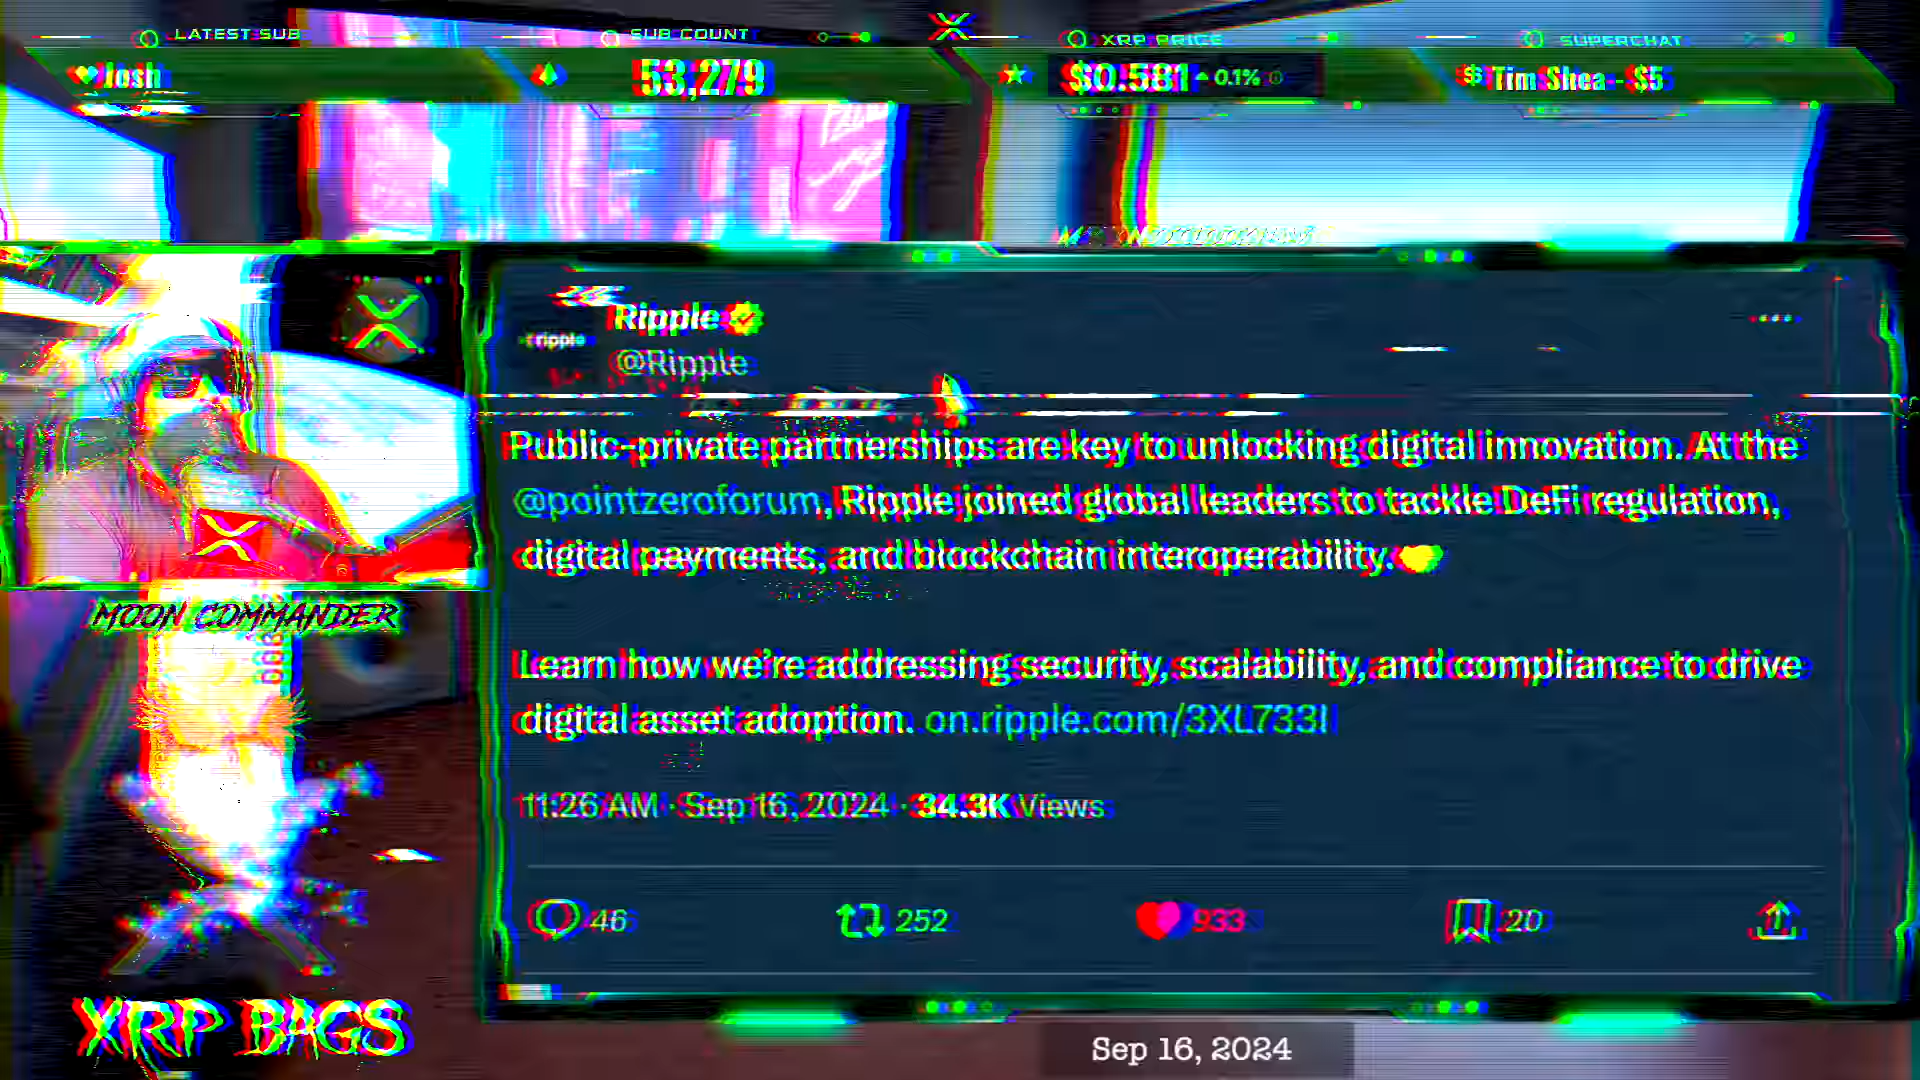 LATEST SUB
SUB COUNT
XRP PRICE
SUPERCHAT
Josh
53,279
$0.581 0.1%
$ Tim Shea - $5
ripple
Ripple
@Ripple
Public-private partnerships are key to unlocking digital innovation. At the
@pointzeroforum, Ripple joined global leaders to tackle DeFi regulation,
digital payments, and blockchain interoperability.
Learn how we're addressing security, scalability, and compliance to drive
digital asset adoption. on.ripple.com/3XL733I
11:26 AM · Sep 16, 2024 · 34.3K Views
46
252
933
20
MOON COMMANDER
XRP BAGS
Sep 16, 2024